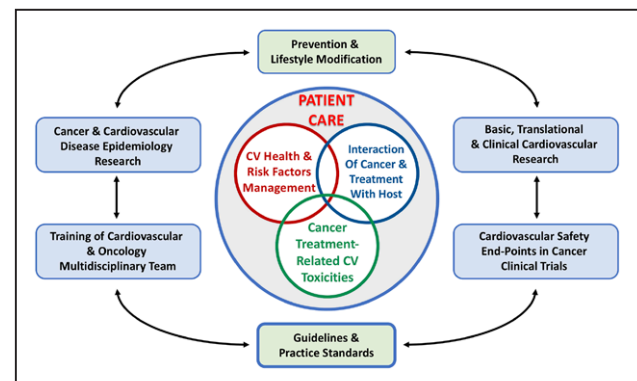 Prevention &
Lifestyle Modification
PATIENT
CARE
Cancer & Cardiovascular
Disease Epidemiology
Research
CV Health &
Risk Factors
Management
Interaction
Of Cancer &
Treatment
With Host
Basic, Translational
& Clinical Cardiovascular
Research
Training of Cardiovascular
& Oncology
Multidisciplinary Team
Cancer
Treatment-
Related CV
Toxicities
Cardiovascular Safety
End-Points in Cancer
Clinical Trials
Guidelines &
Practice Standards